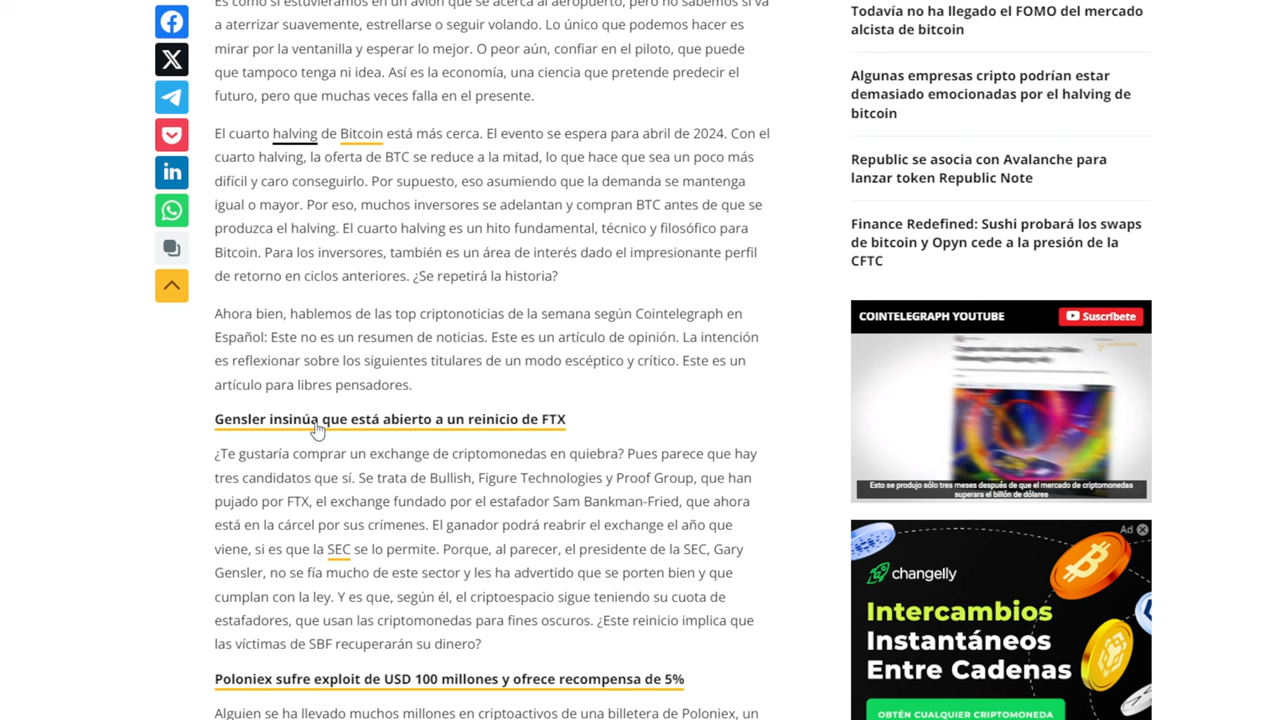 Es como si estuviéramos en un avión que se acerca al aeropuerto, pero no sabemos si va
a aterrizar suavemente, estrellarse o seguir volando. Lo único que podemos hacer es
mirar por la ventanilla y esperar lo mejor. O peor aún, confiar en el piloto, que puede
que tampoco tenga ni idea. Así es la economía, una ciencia que pretende predecir el
futuro, pero que muchas veces falla en el presente.
El cuarto halving de Bitcoin está más cerca. El evento se espera para abril de 2024. Con el
cuarto halving, la oferta de BTC se reduce a la mitad, lo que hace que sea un poco más
difícil y caro conseguirlo. Por supuesto, eso asumiendo que la demanda se mantenga
igual o mayor. Por eso, muchos inversores se adelantan y compran BTC antes de que se
produzca el halving. El cuarto halving es un hito fundamental, técnico y filosófico para
Bitcoin. Para los inversores, también es un área de interés dado el impresionante perfil
de retorno en ciclos anteriores. ¿Se repetirá la historia?
Ahora bien, hablemos de las top criptonoticias de la semana según Cointelegraph en
Español: Este no es un resumen de noticias. Este es un artículo de opinión. La intención
es reflexionar sobre los siguientes titulares de un modo escéptico y crítico. Este es un
artículo para libres pensadores.
Gensler insinúa que está abierto a un reinicio de FTX
¿Te gustaría comprar un exchange de criptomonedas en quiebra? Pues parece que hay
tres candidatos que sí. Se trata de Bullish, Figure Technologies y Proof Group, que han
pujado por FTX, el exchange fundado por el estafador Sam Bankman-Fried, que ahora
está en la cárcel por sus crímenes. El ganador podrá reabrir el exchange el año que
viene, si es que la SEC se lo permite. Porque, al parecer, el presidente de la SEC, Gary
Gensler, no se fía mucho de este sector y les ha advertido que se porten bien y que
cumplan con la ley. Y es que, según él, el criptoespacio sigue teniendo su cuota de
estafadores, que usan las criptomonedas para fines oscuros. ¿Este reinicio implica que
las víctimas de SBF recuperarán su dinero?
Poloniex sufre exploit de USD 100 millones y ofrece recompensa de 5%
Alguien se ha llevado muchos millones en criptoactivos de una billetera de Poloniex, un
Todavía no ha llegado el FOMO del mercado
alcista de bitcoin
Algunas empresas cripto podrían estar
demasiado emocionadas por el halving de
bitcoin
Republic se asocia con Avalanche para
lanzar token Republic Note
Finance Redefined: Sushi probará los swaps
de bitcoin y Opyn cede a la presión de la
CFTC
COINTELEGRAPH YOUTUBE
Suscríbete
Esto se produjo sólo tres meses después de que el mercado de criptomonedas
superara el billón de dólares
Ad
changelly
Intercambios
Instantáneos
Entre Cadenas
OBTÉN CUALQUIER CRIPTOMONEDA